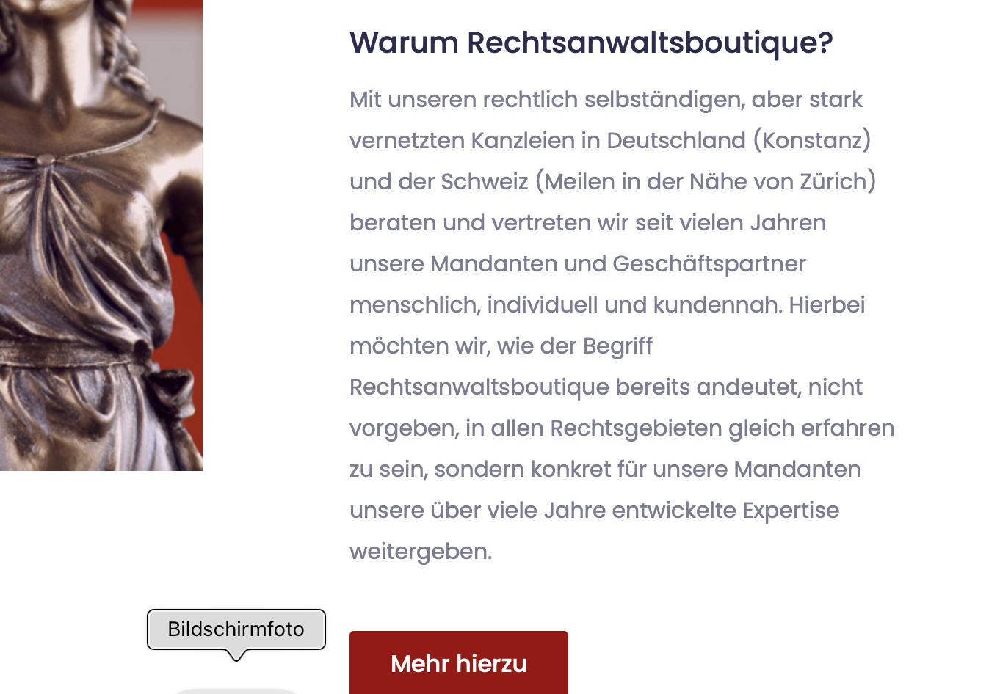 Warum Rechtsanwaltsboutique?
Mit unseren rechtlich selbständigen, aber stark
vernetzten Kanzleien in Deutschland (Konstanz)
und der Schweiz (Meilen in der Nähe von Zürich)
beraten und vertreten wir seit vielen Jahren
unsere Mandanten und Geschäftspartner
menschlich, individuell und kundennah. Hierbei
möchten wir, wie der Begriff
Rechtsanwaltsboutique bereits andeutet, nicht
vorgeben, in allen Rechtsgebieten gleich erfahren
zu sein, sondern konkret für unsere Mandanten
unsere über viele Jahre entwickelte Expertise
weitergeben.
Bildschirmfoto
Mehr hierzu